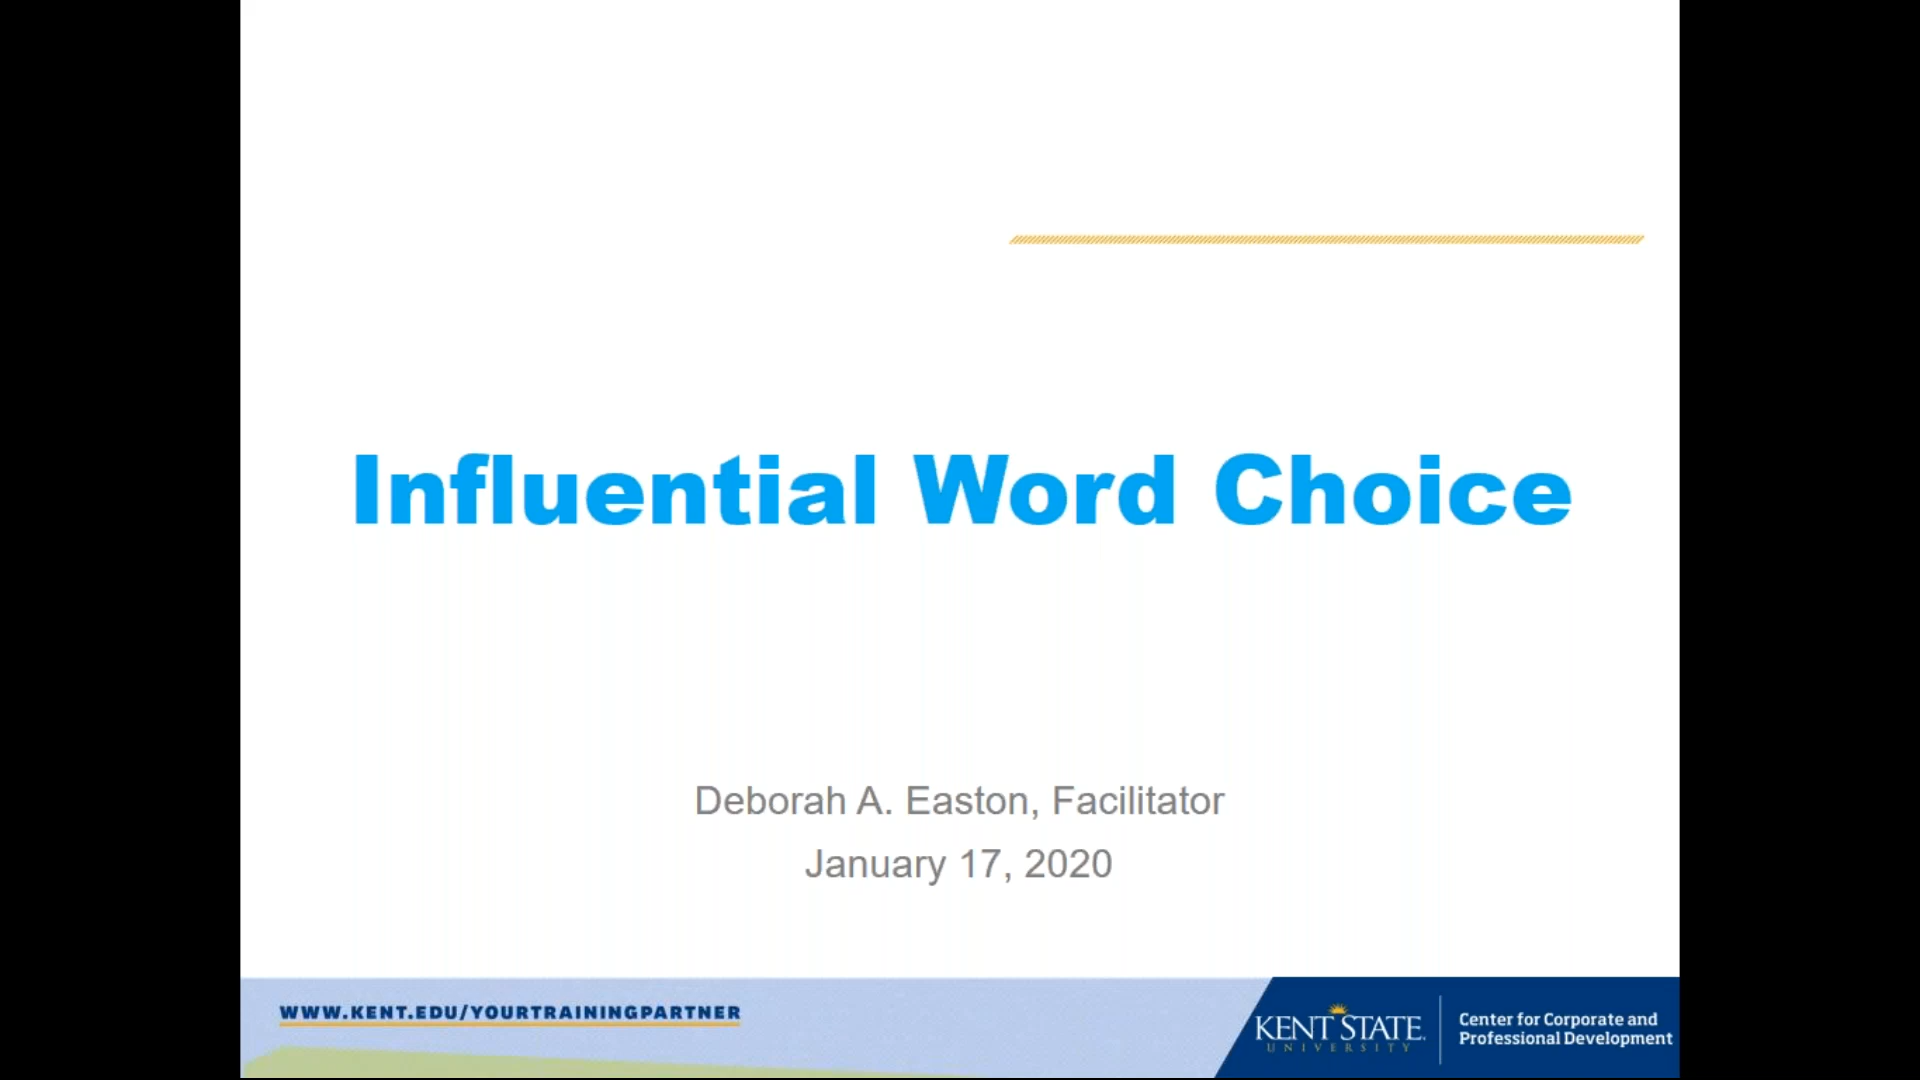 Influential Word Choice
Deborah A. Easton, Facilitator
January 17, 2020
WWW.KENT.EDU/YOURTRAININGPARTNER
KENT STATE
UNIVERSITY
Center for Corporate and
Professional Development